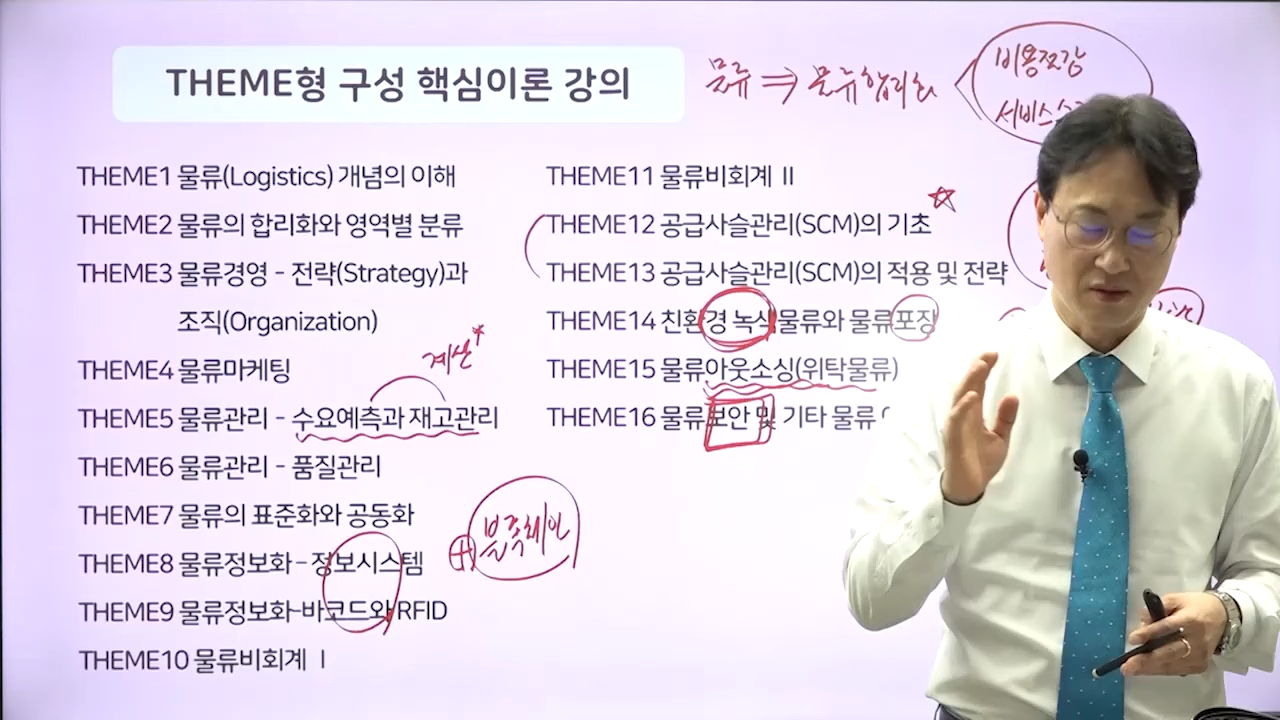 THEME형 구성 핵심이론 강의
물류 ⇒ 물류합리화
비용절감
서비스
THEME1 물류(Logistics) 개념의 이해
THEME2 물류의 합리화와 영역별 분류
THEME3 물류경영 - 전략(Strategy)과
조직(Organization)
계산
THEME4 물류마케팅
THEME5 물류관리 - 수요예측과 재고관리
THEME6 물류관리 - 품질관리
THEME7 물류의 표준화와 공동화
THEME8 물류정보화 - 정보시스템
THEME9 물류정보화-바코드와 RFID
THEME10 물류비회계 Ⅰ
블록체인
THEME11 물류비회계 Ⅱ
THEME12 공급사슬관리(SCM)의 기초
THEME13 공급사슬관리(SCM)의 적용 및 전략
THEME14 친환경 녹색물류와 물류포장
THEME15 물류아웃소싱(위탁물류)
THEME16 물류보안 및 기타 물류